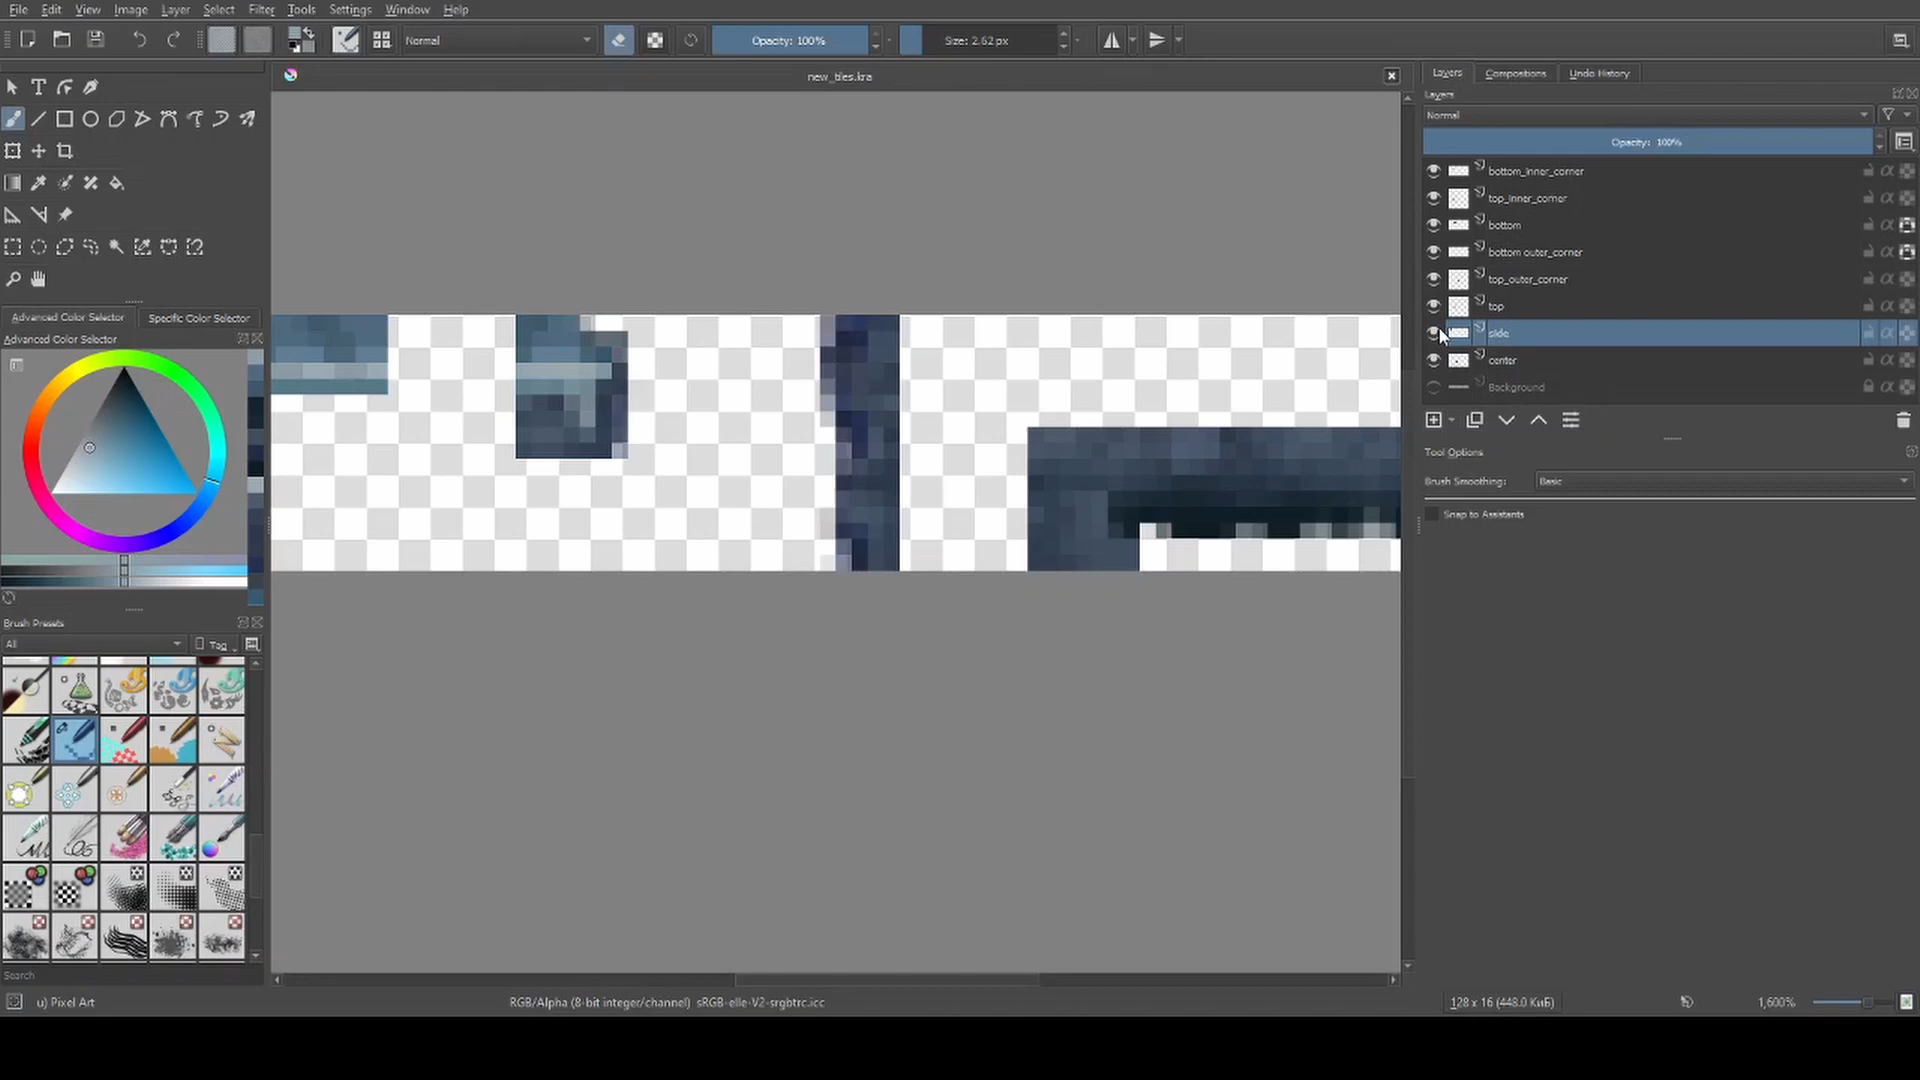 File Edit View Image Layer Select Filter Tools Settings Window Help
Normal
Opacity: 100%
Size: 2.62 px
new_tiles.kra
Layers Compositions Undo History
Layers
Normal
Opacity: 100%
bottom_inner_corner
top_inner_corner
bottom
bottom outer_corner
top_outer_corner
top
side
center
Background
Tool Options
Brush Smoothing: Basic
Snap to Assistants
Advanced Color Selector Specific Color Selector
Advanced Color Selector
Brush Presets
All
Tag
Search
u) Pixel Art
RGB/Alpha (8-bit integer/channel) sRGB-elle-V2-srgbtrc.icc
128 x 16 (448.0 КиБ)
1,600%